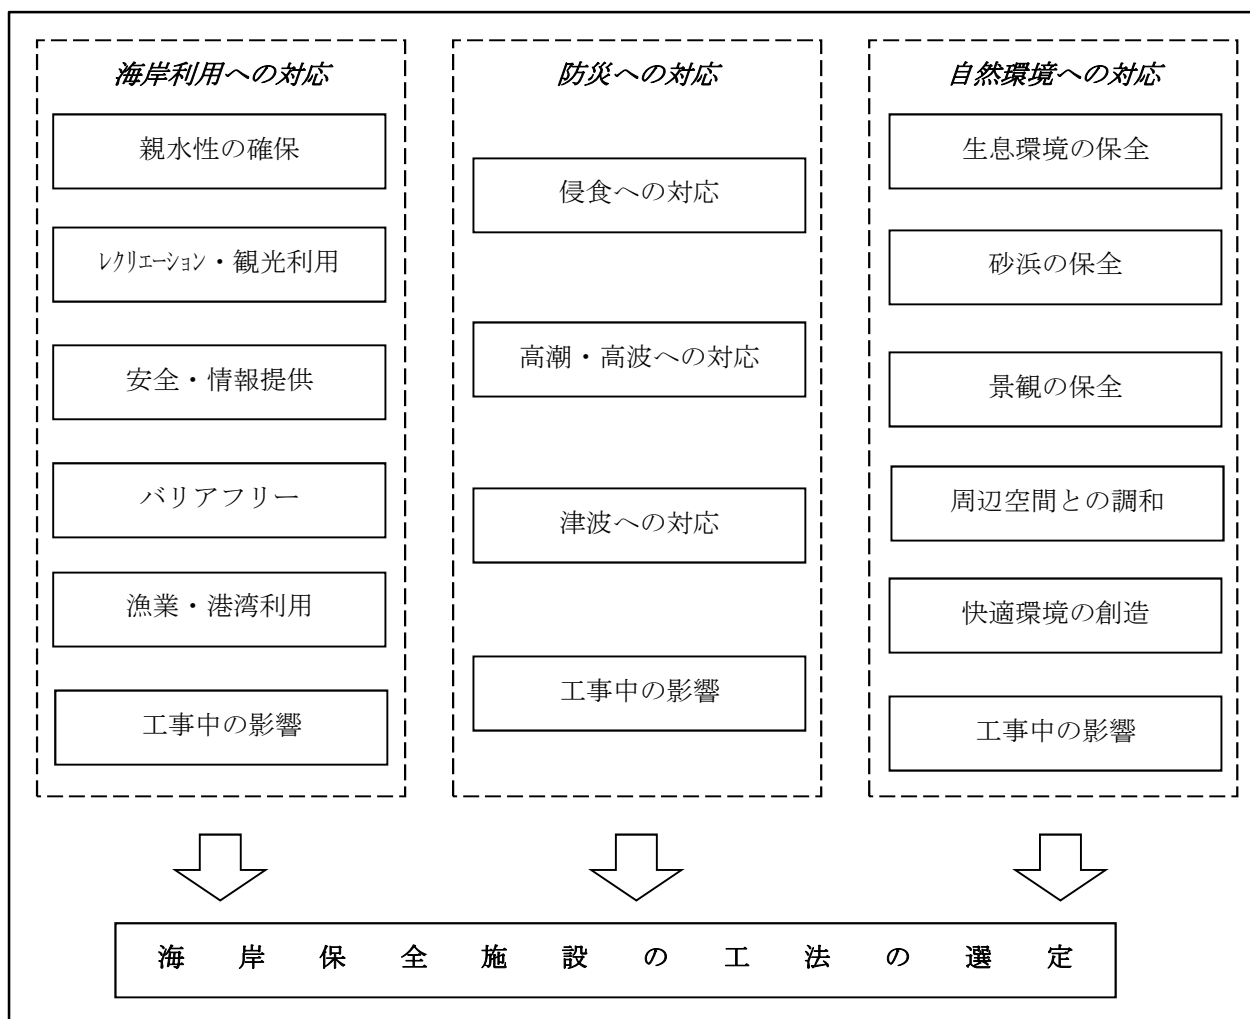 海岸利用への対応
親水性の確保
ﾚｸﾘｴｰｼｮﾝ・観光利用
安全・情報提供
バリアフリー
漁業・港湾利用
工事中の影響
防災への対応
侵食への対応
高潮・高波への対応
津波への対応
工事中の影響
自然環境への対応
生息環境の保全
砂浜の保全
景観の保全
周辺空間との調和
快適環境の創造
工事中の影響
海岸保全施設の工法の選定